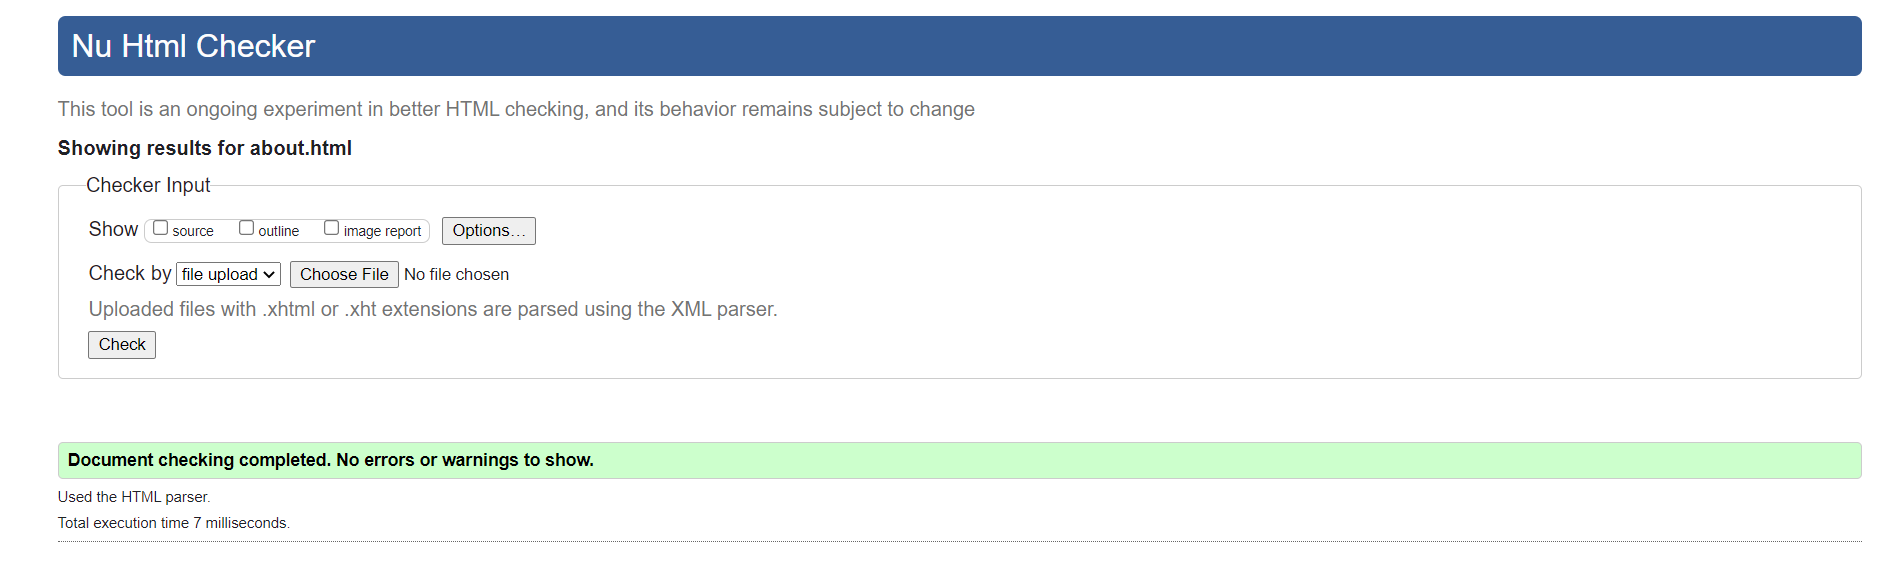 Nu Html Checker
This tool is an ongoing experiment in better HTML checking, and its behavior remains subject to change
Showing results for about.html
Checker Input
Show source outline image report Options…
Check by file upload Choose File No file chosen
Uploaded files with .xhtml or .xht extensions are parsed using the XML parser.
Check
Document checking completed. No errors or warnings to show.
Used the HTML parser.
Total execution time 7 milliseconds.